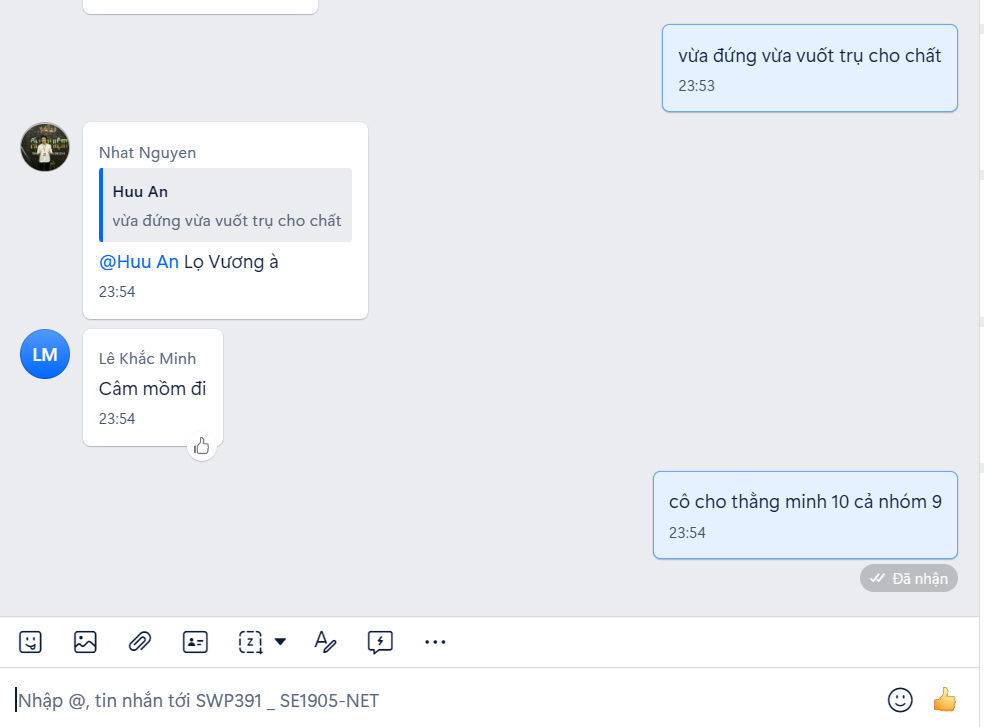 vừa đứng vừa vuốt trụ cho chất
23:53
Nhat Nguyen
Huu An
vừa đứng vừa vuốt trụ cho chất
@Huu An Lọ Vương à
23:54
LM
Lê Khắc Minh
Câm mồm đi
23:54
cô cho thằng minh 10 cả nhóm 9
23:54
Đã nhận
Nhập @, tin nhắn tới SWP391 _ SE1905-NET